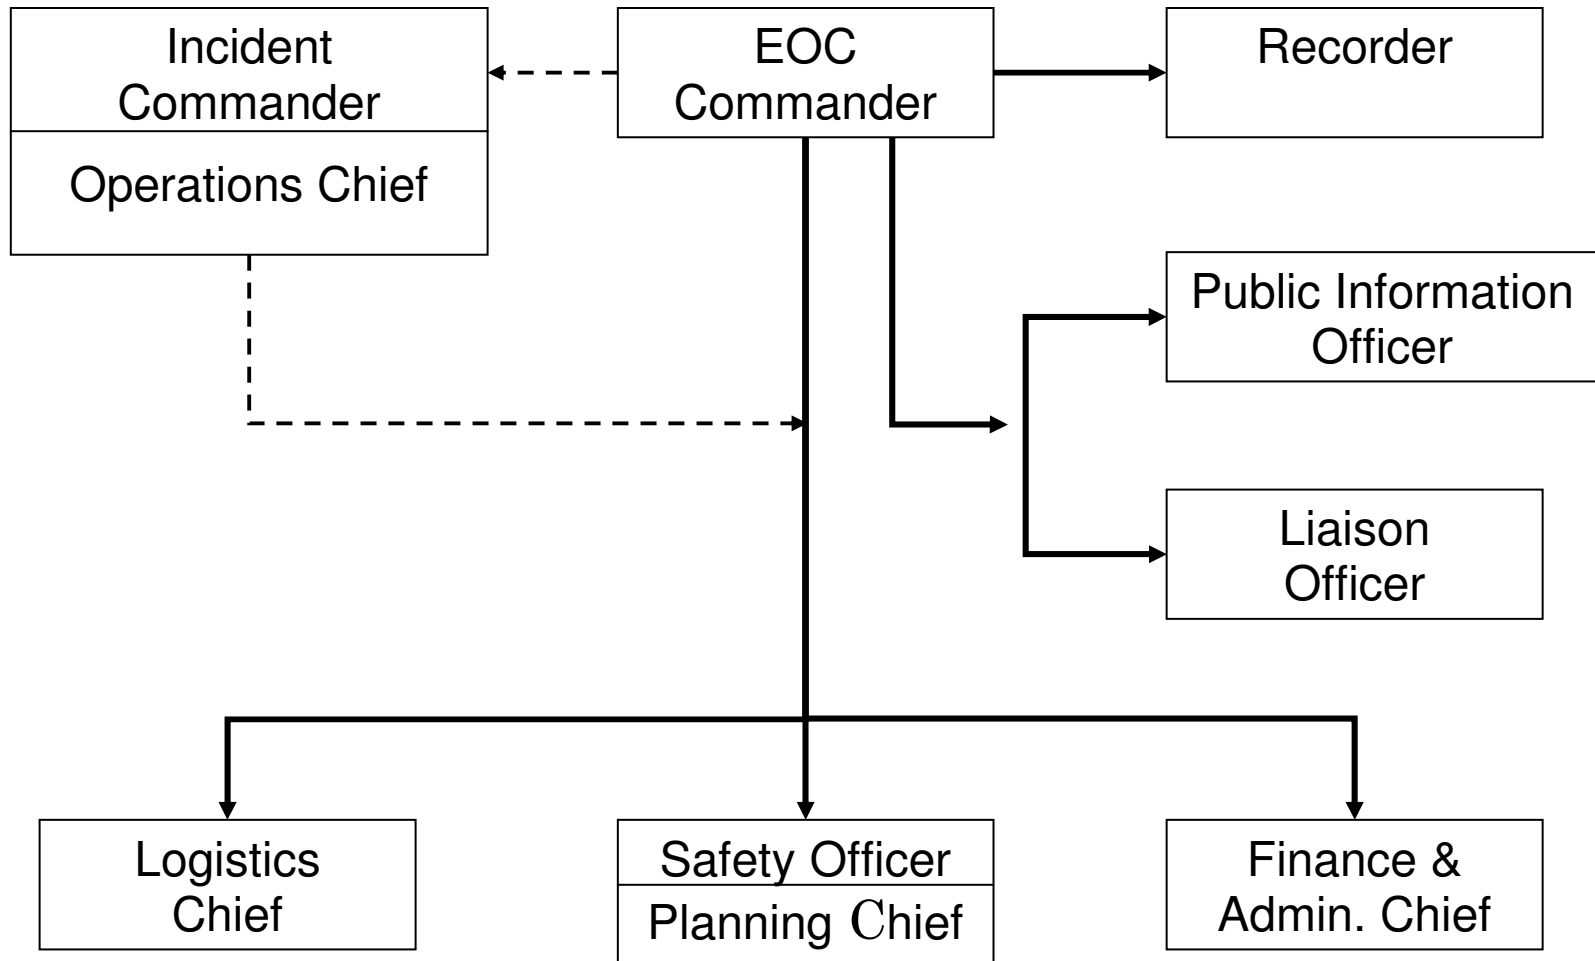 Incident
Commander
Operations Chief
EOC
Commander
Recorder
Public Information
Officer
Liaison
Officer
Logistics
Chief
Safety Officer
Planning Chief
Finance &
Admin. Chief